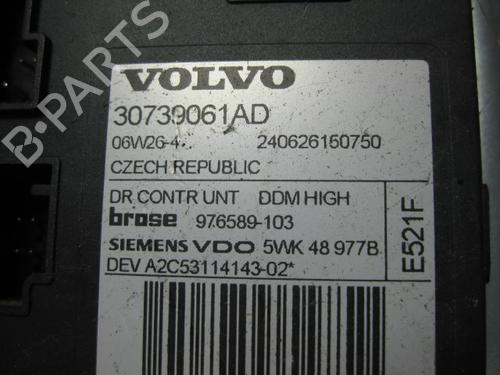 VOLVO
30739061AD
06W26-4.. 240626150750
CZECH REPUBLIC
DR CONTR UNT DDM HIGH
brose 976589-103
SIEMENS VDO 5WK 48 977B
DEV A2C53114143-02*
E521F